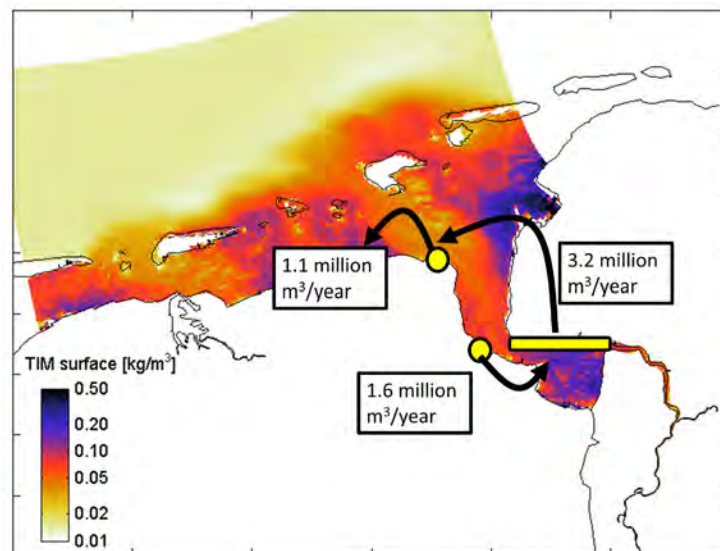 1.1 million
m³/year
3.2 million
m³/year
TIM surface [kg/m³]
0.50
0.20
0.10
0.05
0.02
0.01
1.6 million
m³/year